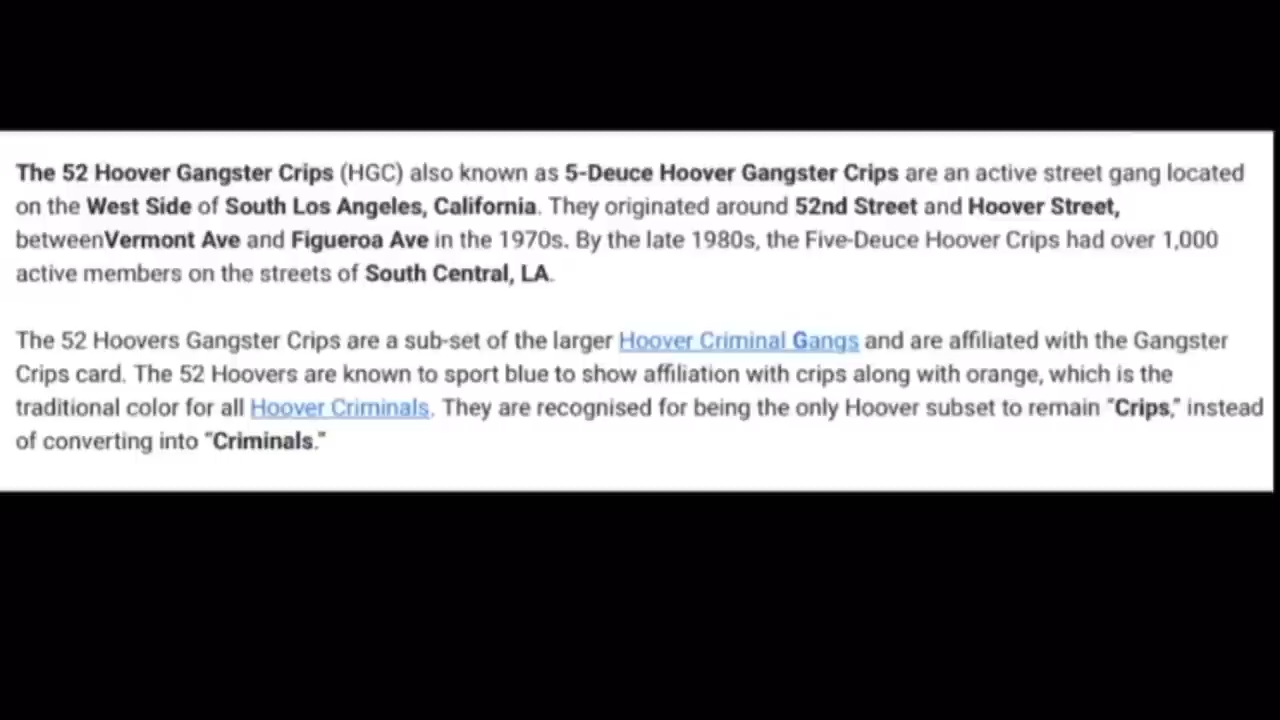 The 52 Hoover Gangster Crips (HGC) also known as 5-Deuce Hoover Gangster Crips are an active street gang located
on the West Side of South Los Angeles, California. They originated around 52nd Street and Hoover Street,
betweenVermont Ave and Figueroa Ave in the 1970s. By the late 1980s, the Five-Deuce Hoover Crips had over 1,000
active members on the streets of South Central, LA.
The 52 Hoovers Gangster Crips are a sub-set of the larger Hoover Criminal Gangs and are affiliated with the Gangster
Crips card. The 52 Hoovers are known to sport blue to show affiliation with crips along with orange, which is the
traditional color for all Hoover Criminals. They are recognised for being the only Hoover subset to remain "Crips," instead
of converting into "Criminals."